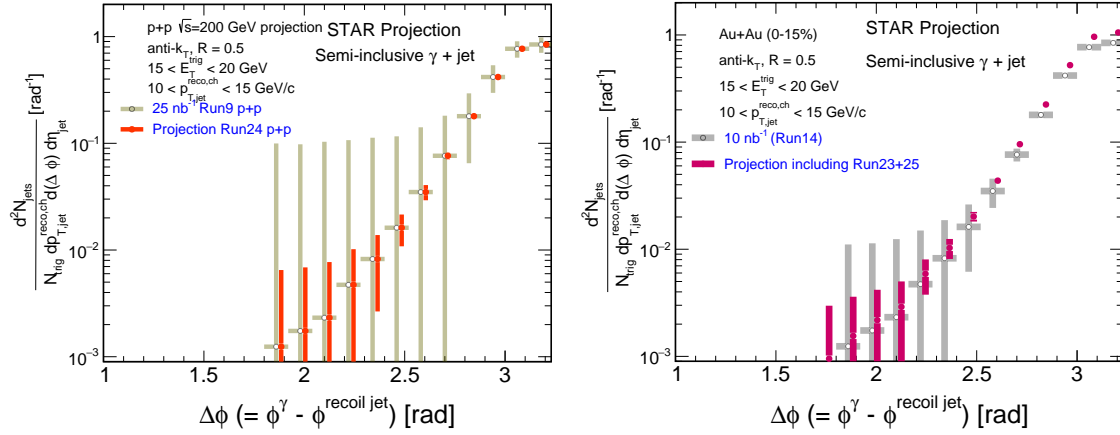 p+p √s=200 GeV projection
STAR Projection
anti-k_T, R = 0.5
Semi-inclusive γ + jet
15 < E_T^trig < 20 GeV
10 < p_T,jet^reco,ch < 15 GeV/c
25 nb^-1 Run9 p+p
Projection Run24 p+p
d²N_jets
N_trig dp_T,jet^reco,ch d(Δ φ) dη_jet [rad^-1]
1
10^-1
10^-2
10^-3
1 1.5 2 2.5 3
Δφ (= φ^γ - φ^recoil jet) [rad]
Au+Au (0-15%)
STAR Projection
anti-k_T, R = 0.5
Semi-inclusive γ + jet
15 < E_T^trig < 20 GeV
10 < p_T,jet^reco,ch < 15 GeV/c
10 nb^-1 (Run14)
Projection including Run23+25
d²N_jets
N_trig dp_T,jet^reco,ch d(Δ φ) dη_jet [rad^-1]
1
10^-1
10^-2
10^-3
1 1.5 2 2.5 3
Δφ (= φ^γ - φ^recoil jet) [rad]